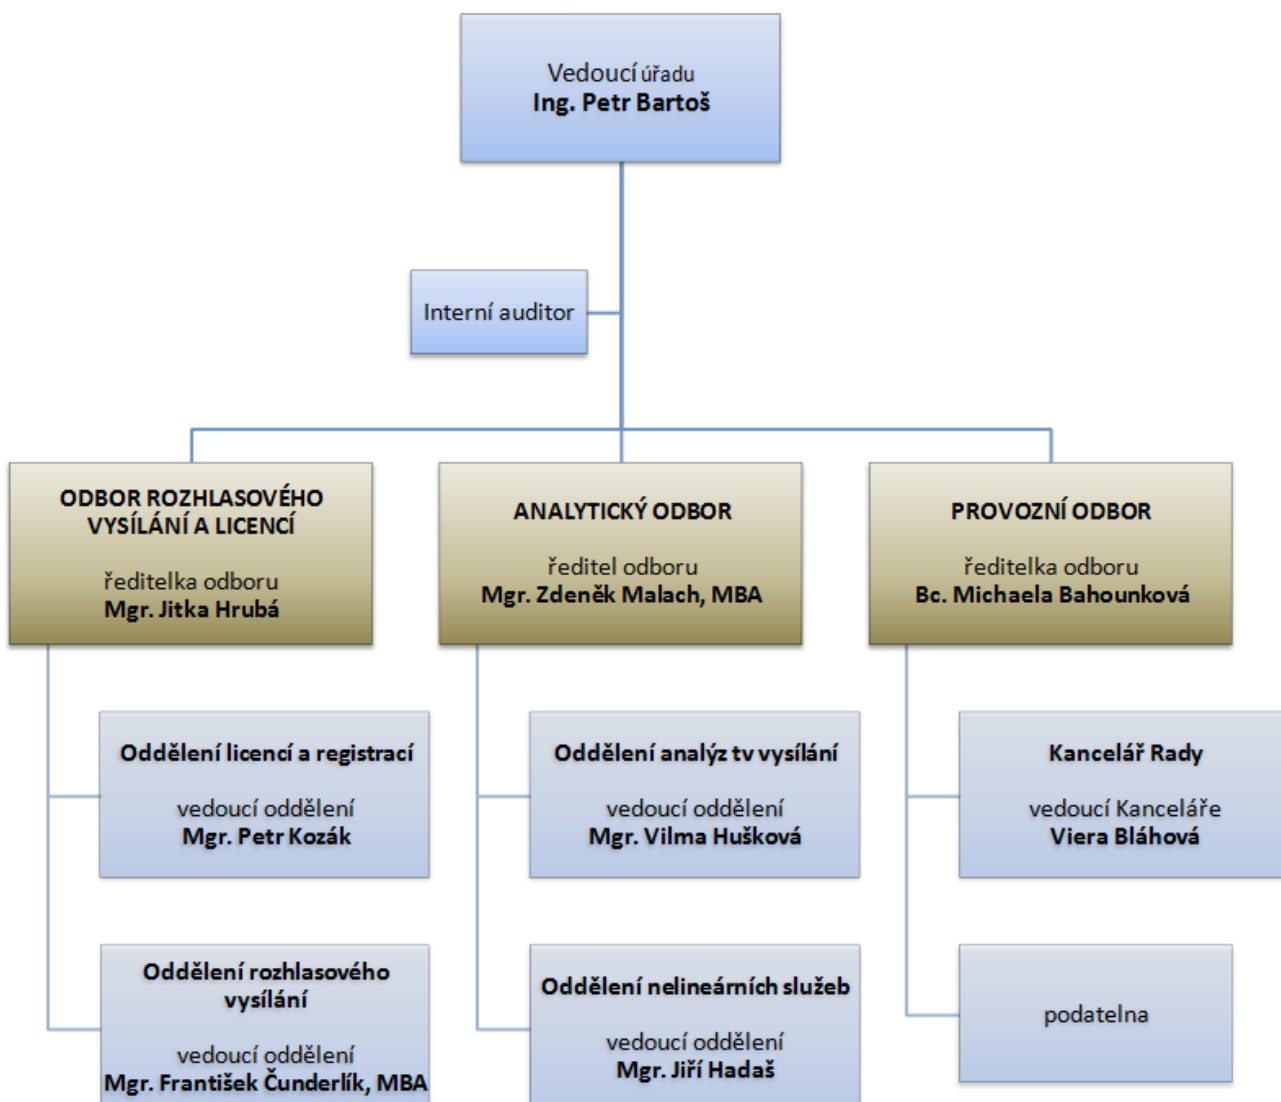 Vedoucí úřadu
Ing. Petr Bartoš
Interní auditor
ODBOR ROZHLASOVÉHO
VYSÍLÁNÍ A LICENCÍ
ředitelka odboru
Mgr. Jitka Hrubá
ANALYTICKÝ ODBOR
ředitel odboru
Mgr. Zdeněk Malach, MBA
PROVOZNÍ ODBOR
ředitelka odboru
Bc. Michaela Bahounková
Oddělení licencí a registrací
vedoucí oddělení
Mgr. Petr Kozák
Oddělení analýz tv vysílání
vedoucí oddělení
Mgr. Vilma Hušková
Kancelář Rady
vedoucí Kanceláře
Viera Bláhová
Oddělení rozhlasového
vysílání
vedoucí oddělení
Mgr. František Čunderlík, MBA
Oddělení nelineárních služeb
vedoucí oddělení
Mgr. Jiří Hadaš
podatelna